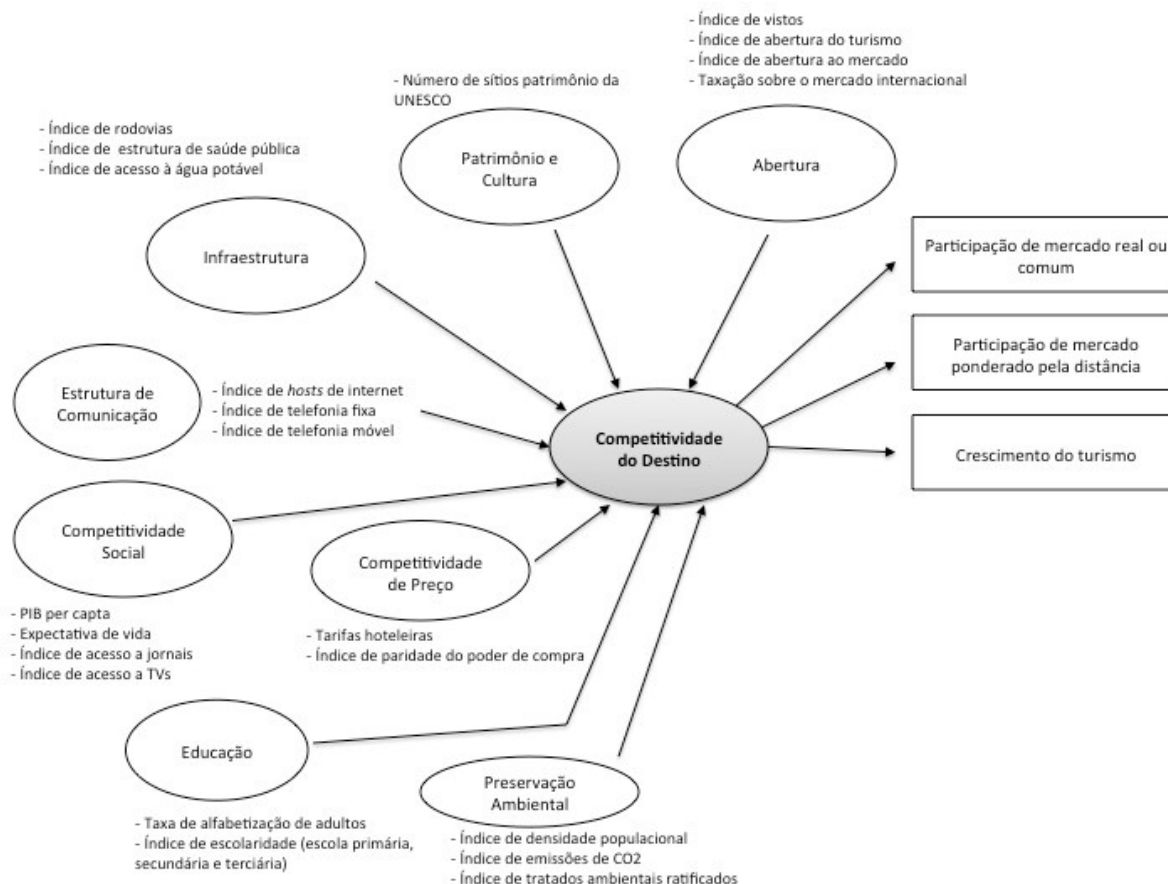 - Índice de vistos
- Índice de abertura do turismo
- Índice de abertura ao mercado
- Taxação sobre o mercado internacional
- Número de sítios patrimônio da
UNESCO
- Índice de rodovias
- Índice de  estrutura de saúde pública
- Índice de acesso à água potável
Patrimônio e
Cultura
Abertura
Infraestrutura
Participação de mercado real ou
comum
Participação de mercado
ponderado pela distância
Crescimento do turismo
Estrutura de
Comunicação
- Índice de hosts de internet
- Índice de telefonia fixa
- Índice de telefonia móvel
Competitividade
do Destino
Competitividade
Social
- PIB per capta
- Expectativa de vida
- Índice de acesso a jornais
- Índice de acesso a TVs
Competitividade
de Preço
- Tarifas hoteleiras
- Índice de paridade do poder de compra
Educação
- Taxa de alfabetização de adultos
- Índice de escolaridade (escola primária,
secundária e terciária)
Preservação
Ambiental
- Índice de densidade populacional
- Índice de emissões de CO2
- Índice de tratados ambientais ratificados